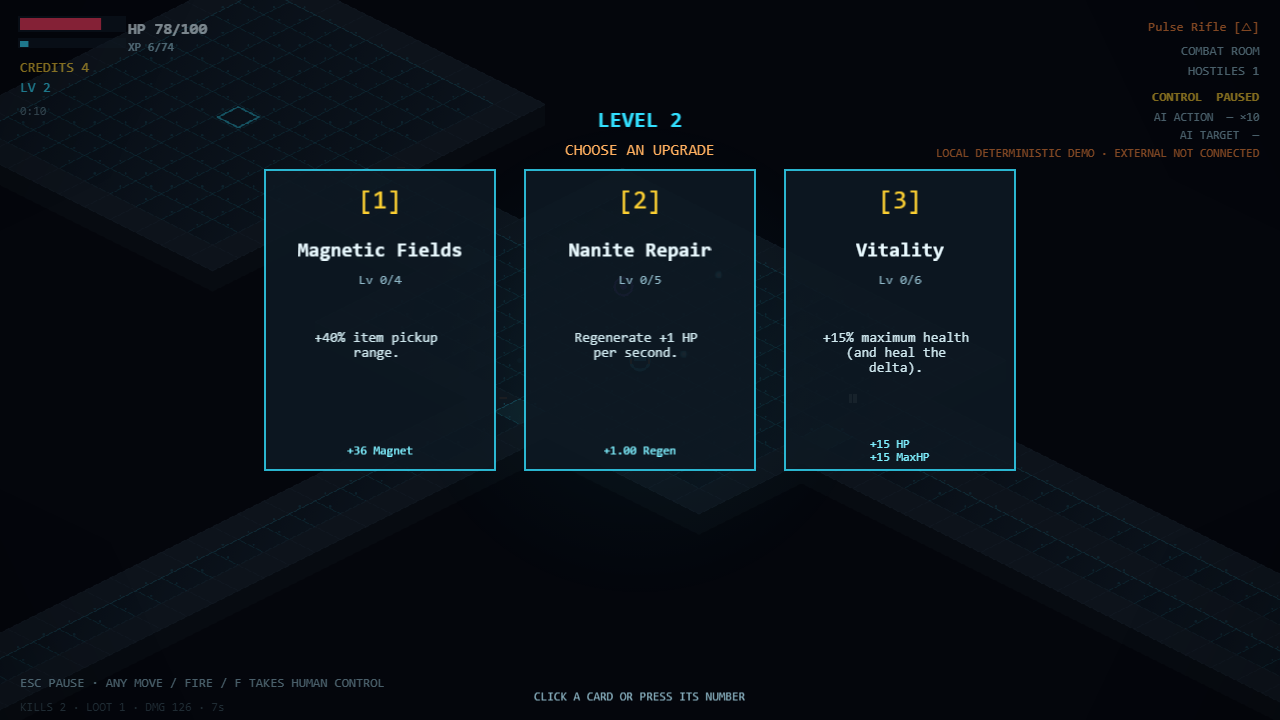 HP 78/100
XP 6/74
CREDITS 4
LV 2
0:10
Pulse Rifle [△]
COMBAT ROOM
HOSTILES 1
CONTROL PAUSED
AI ACTION — ×10
AI TARGET —
LOCAL DETERMINISTIC DEMO · EXTERNAL NOT CONNECTED
LEVEL 2
CHOOSE AN UPGRADE
[1]
Magnetic Fields
Lv 0/4
+40% item pickup
range.
+36 Magnet
[2]
Nanite Repair
Lv 0/5
Regenerate +1 HP
per second.
+1.00 Regen
[3]
Vitality
Lv 0/6
+15% maximum health
(and heal the
delta).
+15 HP
+15 MaxHP
ESC PAUSE · ANY MOVE / FIRE / F TAKES HUMAN CONTROL
KILLS 2 · LOOT 1 · DMG 126 · 7s
CLICK A CARD OR PRESS ITS NUMBER